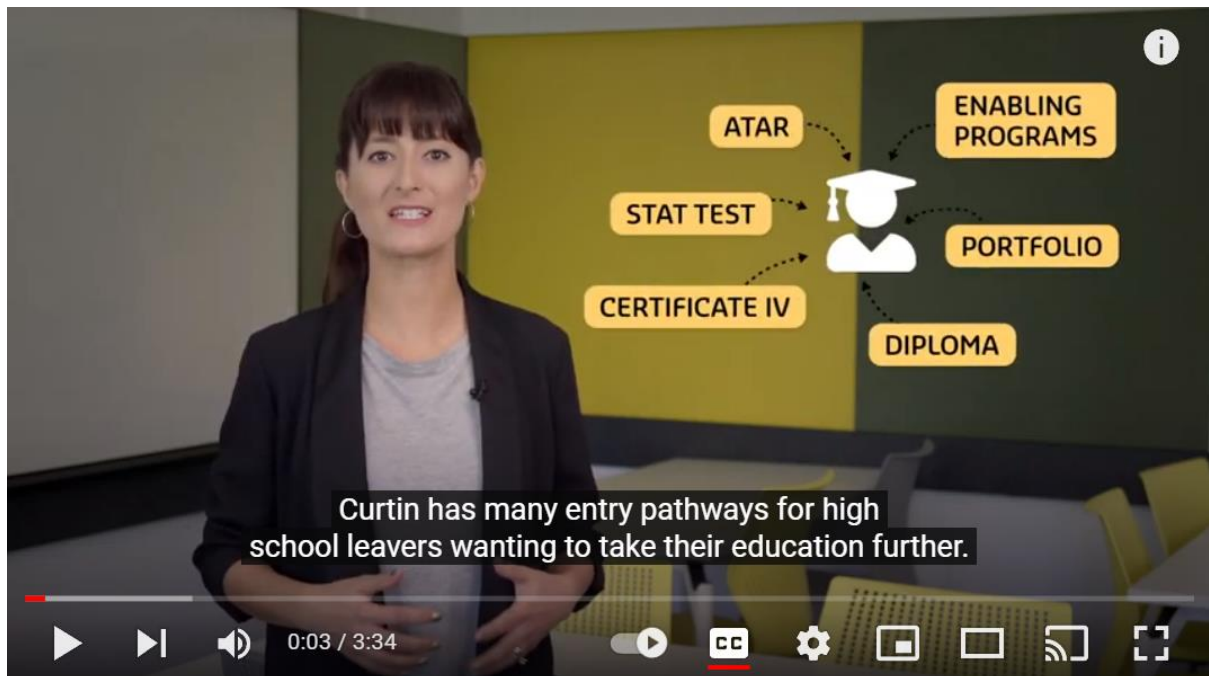 ATAR
ENABLING
PROGRAMS
STAT TEST
PORTFOLIO
CERTIFICATE IV
DIPLOMA
Curtin has many entry pathways for high
school leavers wanting to take their education further.
0:03 / 3:34
CC
i